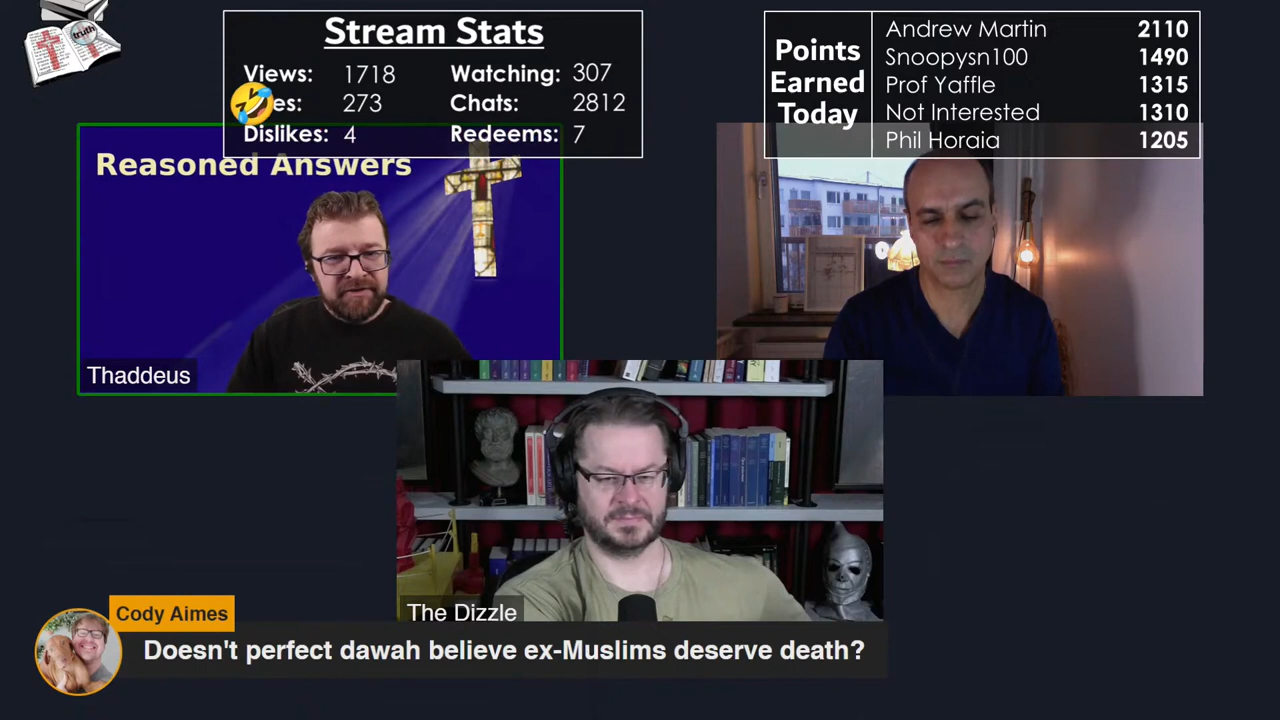 truth
Stream Stats
Views: 1718 Watching: 307
es: 273 Chats: 2812
Dislikes: 4 Redeems: 7
Points Earned Today
Andrew Martin 2110
Snoopysn100 1490
Prof Yaffle 1315
Not Interested 1310
Phil Horaia 1205
Reasoned Answers
Thaddeus
The Dizzle
Cody Aimes
Doesn't perfect dawah believe ex-Muslims deserve death?